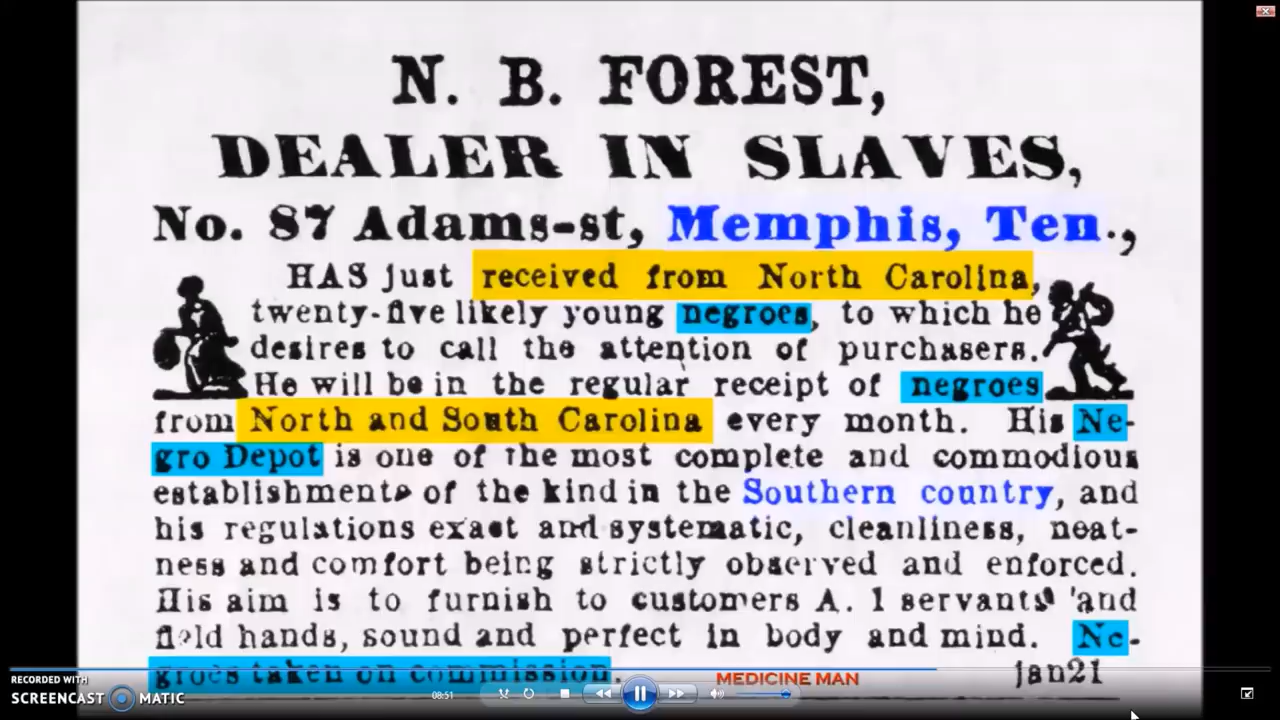 N. B. FOREST,
DEALER IN SLAVES,
No. 87 Adams-st, Memphis, Ten.,
HAS just received from North Carolina,
twenty-five likely young negroes, to which he
desires to call the attention of purchasers.
He will be in the regular receipt of negroes
from North and South Carolina every month. His Ne-
gro Depot is one of the most complete and commodious
establishments of the kind in the Southern country, and
his regulations exact and systematic, cleanliness, neat-
ness and comfort being strictly observed and enforced.
His aim is to furnish to customers A. 1 servants and
field hands, sound and perfect in body and mind. Ne-
groes taken on commission. jan21
RECORDED WITH
SCREENCAST MATIC
08:51
MEDICINE MAN